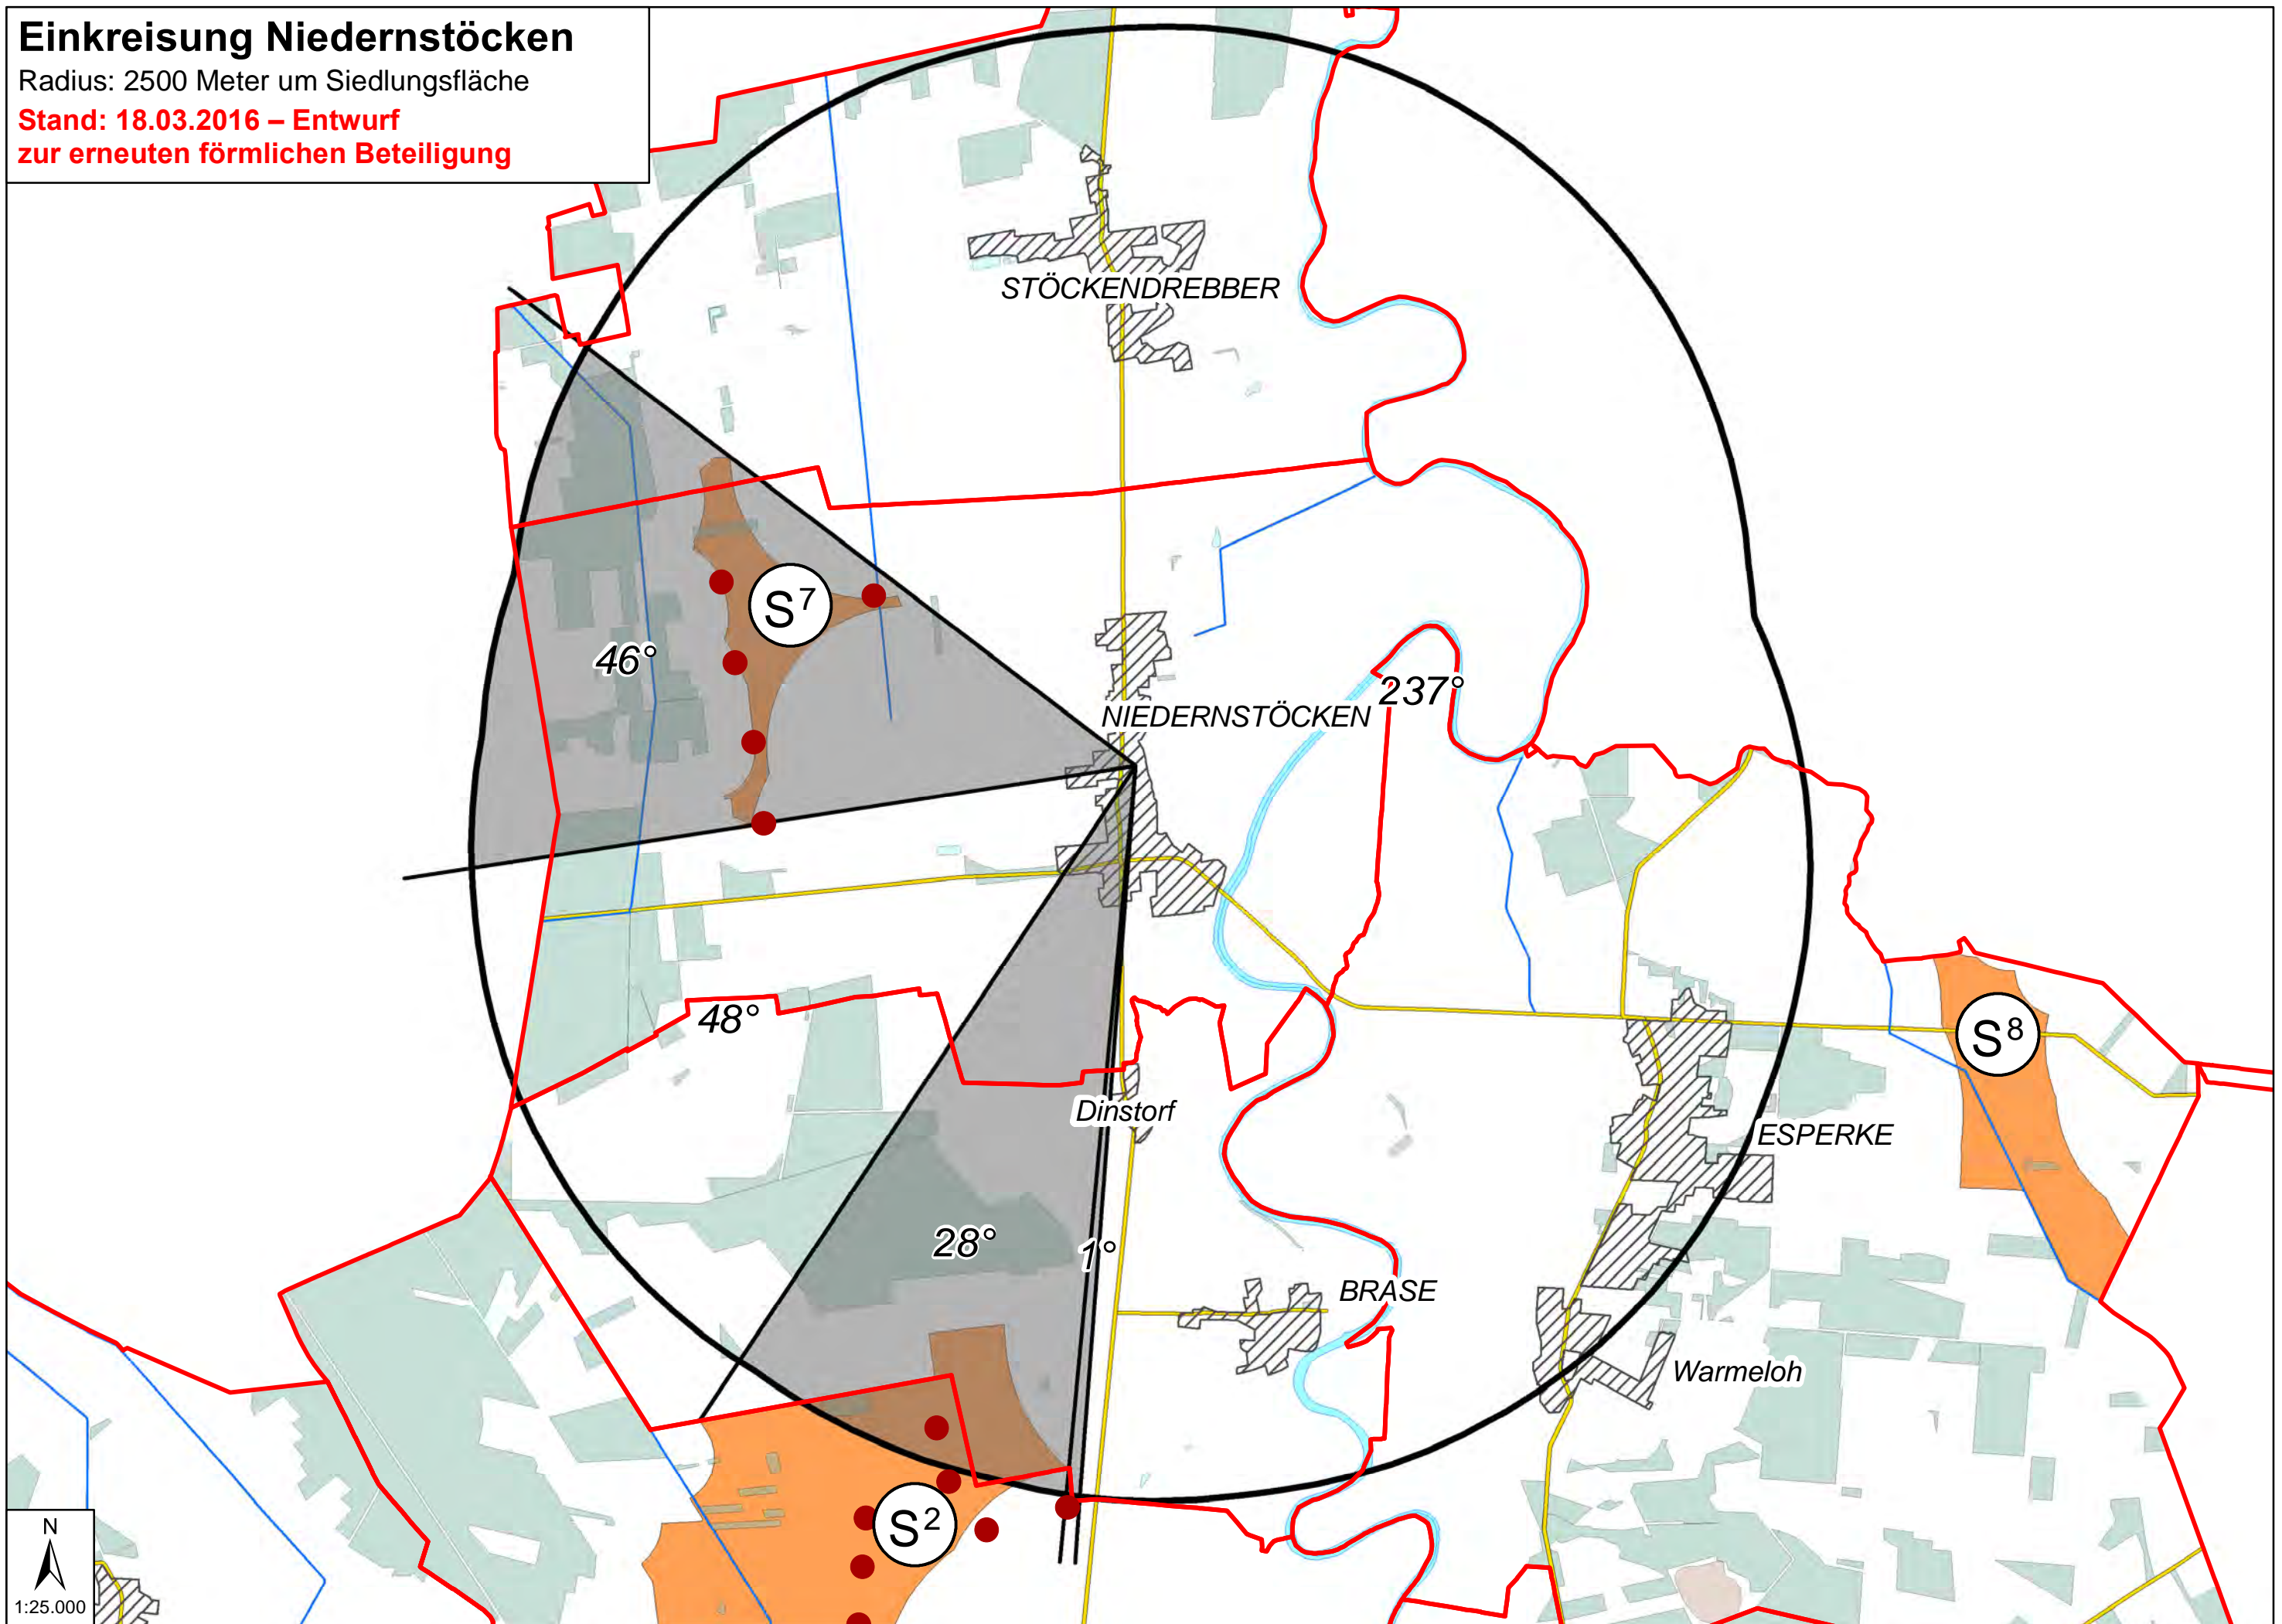 Einkreisung Niedernstöcken
Radius: 2500 Meter um Siedlungsfläche
Stand: 18.03.2016 – Entwurf
zur erneuten förmlichen Beteiligung
STÖCKENDREBBER
S⁷
46°
237°
NIEDERNSTÖCKEN
48°
S⁸
Dinstorf
ESPERKE
28°
1°
BRASE
Warmeloh
S²
N
1:25.000